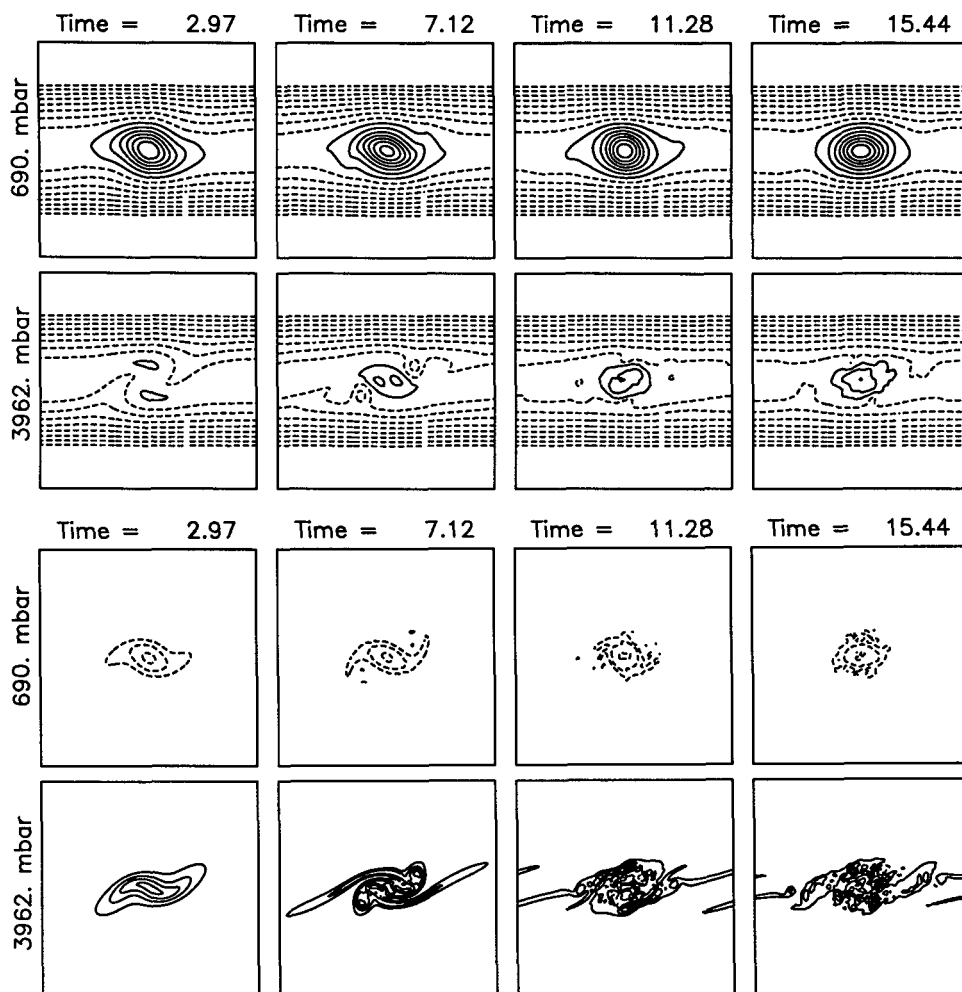 Time = 2.97 Time = 7.12 Time = 11.28 Time = 15.44
690. mbar
3962. mbar
Time = 2.97 Time = 7.12 Time = 11.28 Time = 15.44
690. mbar
3962. mbar